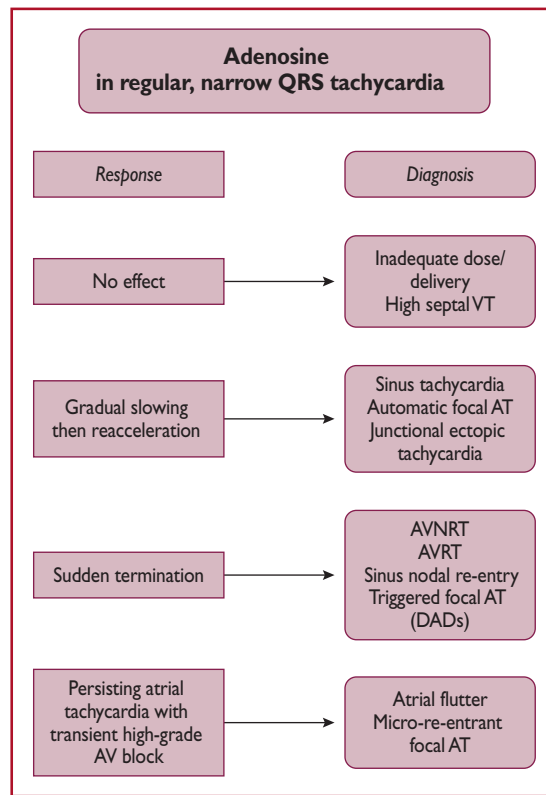 Adenosine
in regular, narrow QRS tachycardia
Response
Diagnosis
No effect
Inadequate dose/
delivery
High septal VT
Gradual slowing
then reacceleration
Sinus tachycardia
Automatic focal AT
Junctional ectopic
tachycardia
Sudden termination
AVNRT
AVRT
Sinus nodal re-entry
Triggered focal AT
(DADs)
Persisting atrial
tachycardia with
transient high-grade
AV block
Atrial flutter
Micro-re-entrant
focal AT